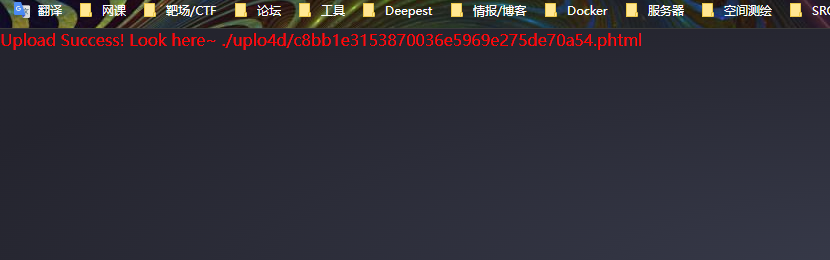 翻译 网课 靶场/CTF 论坛 工具 Deepest 情报/博客 Docker 服务器 空间测绘 SRC
Upload Success! Look here~ ./uplo4d/c8bb1e3153870036e5969e275de70a54.phtml